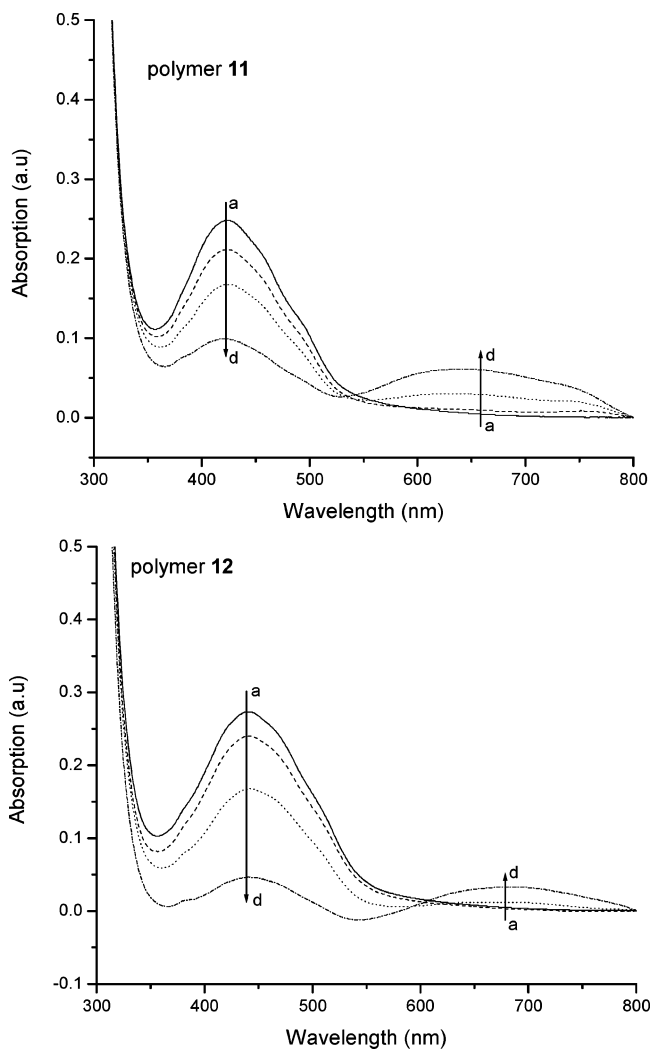 0.5
polymer 11
0.4
0.3
a
0.2
0.1
d
d
0.0
a
300 400 500 600 700 800
Absorption (a.u)
Wavelength (nm)
0.5
polymer 12
0.4
0.3
a
0.2
0.1
d
d
0.0
a
-0.1
300 400 500 600 700 800
Absorption (a.u)
Wavelength (nm)